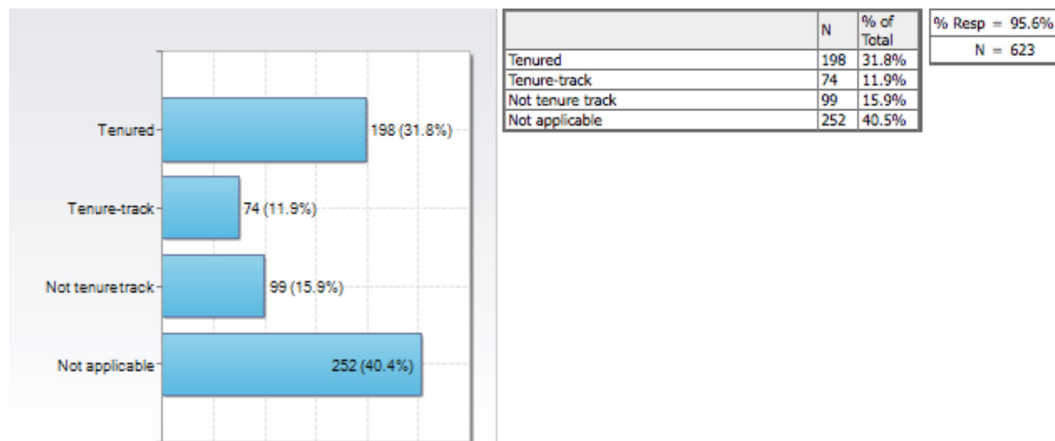 Tenured
198 (31.8%)
Tenure-track
74 (11.9%)
Not tenure track
99 (15.9%)
Not applicable
252 (40.4%)
N % of Total
Tenured 198 31.8%
Tenure-track 74 11.9%
Not tenure track 99 15.9%
Not applicable 252 40.5%
% Resp = 95.6%
N = 623